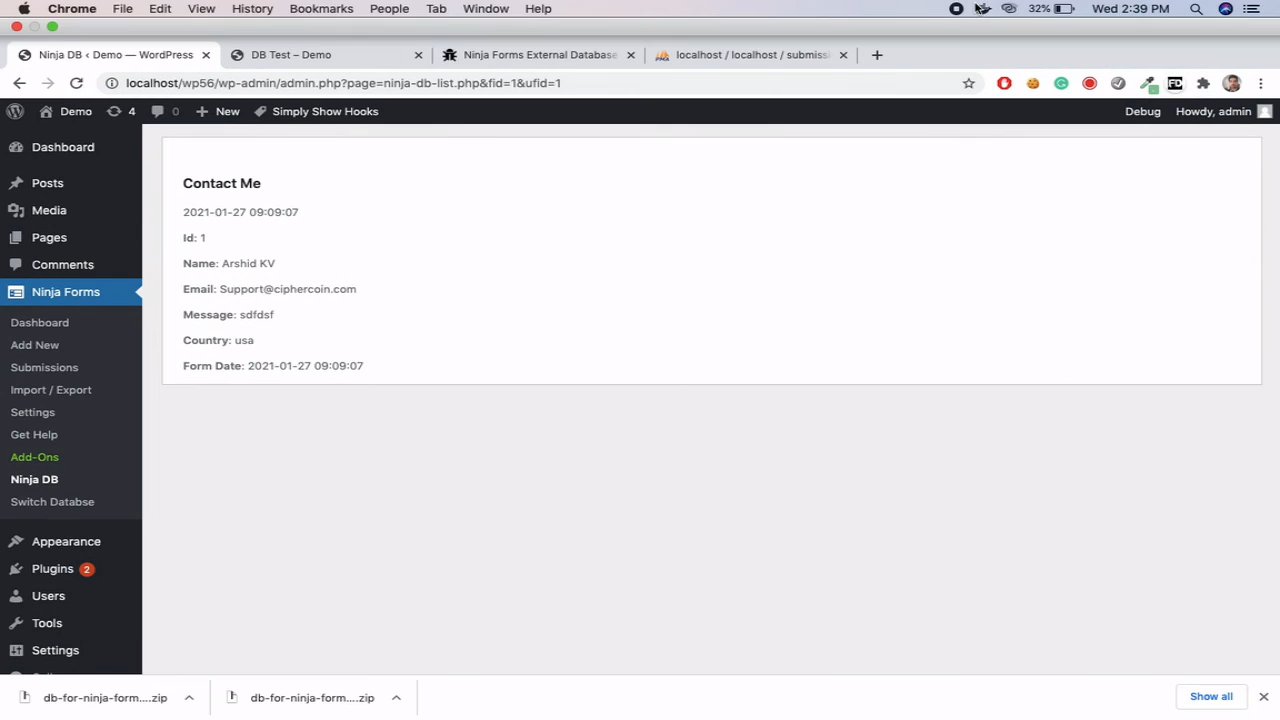 Chrome File Edit View History Bookmarks People Tab Window Help 32% Wed 2:39 PM
Ninja DB ‹ Demo — WordPress DB Test – Demo Ninja Forms External Database localhost / localhost / submiss
localhost/wp56/wp-admin/admin.php?page=ninja-db-list.php&fid=1&ufid=1 FD
Demo 4 0 New Simply Show Hooks Debug Howdy, admin
Dashboard
Posts
Media
Pages
Comments
Ninja Forms
Dashboard
Add New
Submissions
Import / Export
Settings
Get Help
Add-Ons
Ninja DB
Switch Databse
Appearance
Plugins 2
Users
Tools
Settings
Contact Me
2021-01-27 09:09:07
Id: 1
Name: Arshid KV
Email: Support@ciphercoin.com
Message: sdfdsf
Country: usa
Form Date: 2021-01-27 09:09:07
db-for-ninja-form....zip db-for-ninja-form....zip Show all